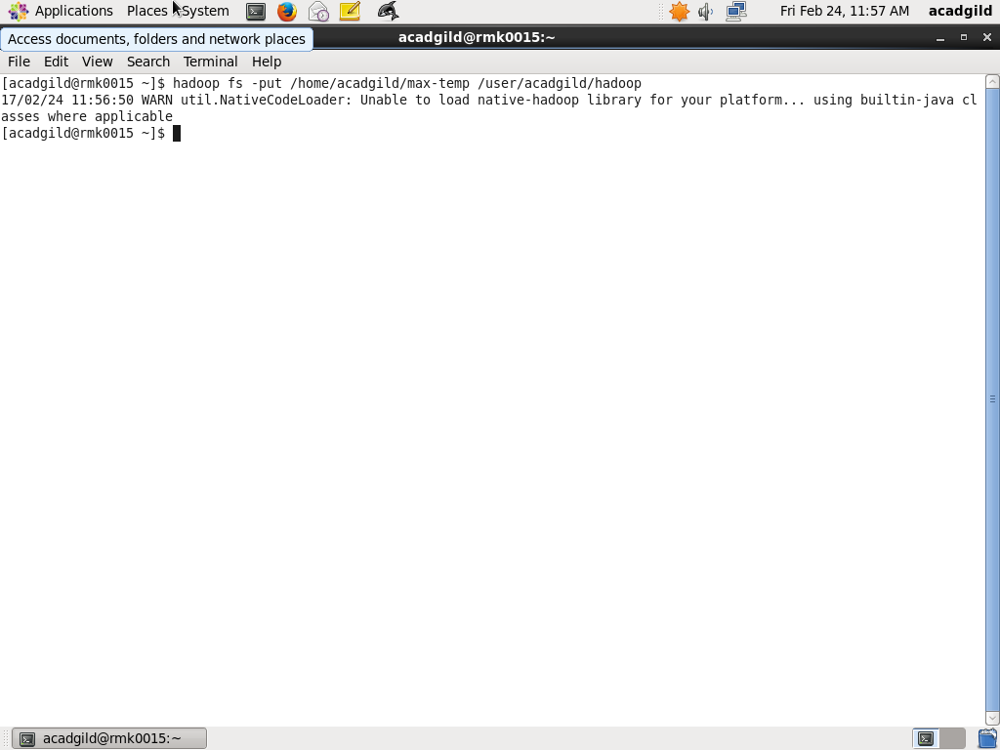 Applications Places System Fri Feb 24, 11:57 AM acadgild
Access documents, folders and network places
acadgild@rmk0015:~
File Edit View Search Terminal Help
[acadgild@rmk0015 ~]$ hadoop fs -put /home/acadgild/max-temp /user/acadgild/hadoop
17/02/24 11:56:50 WARN util.NativeCodeLoader: Unable to load native-hadoop library for your platform... using builtin-java cl
asses where applicable
[acadgild@rmk0015 ~]$
acadgild@rmk0015:~